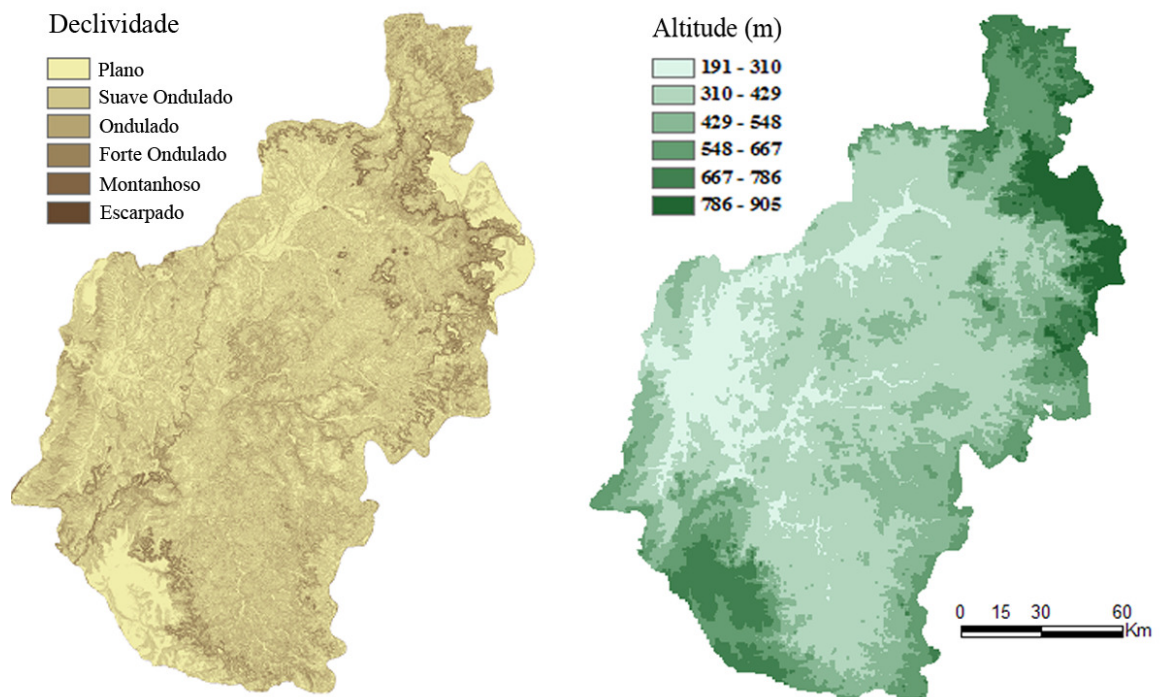 Declividade
Plano
Suave Ondulado
Ondulado
Forte Ondulado
Montanhoso
Escarpado
Altitude (m)
191 - 310
310 - 429
429 - 548
548 - 667
667 - 786
786 - 905
0 15 30 60
Km